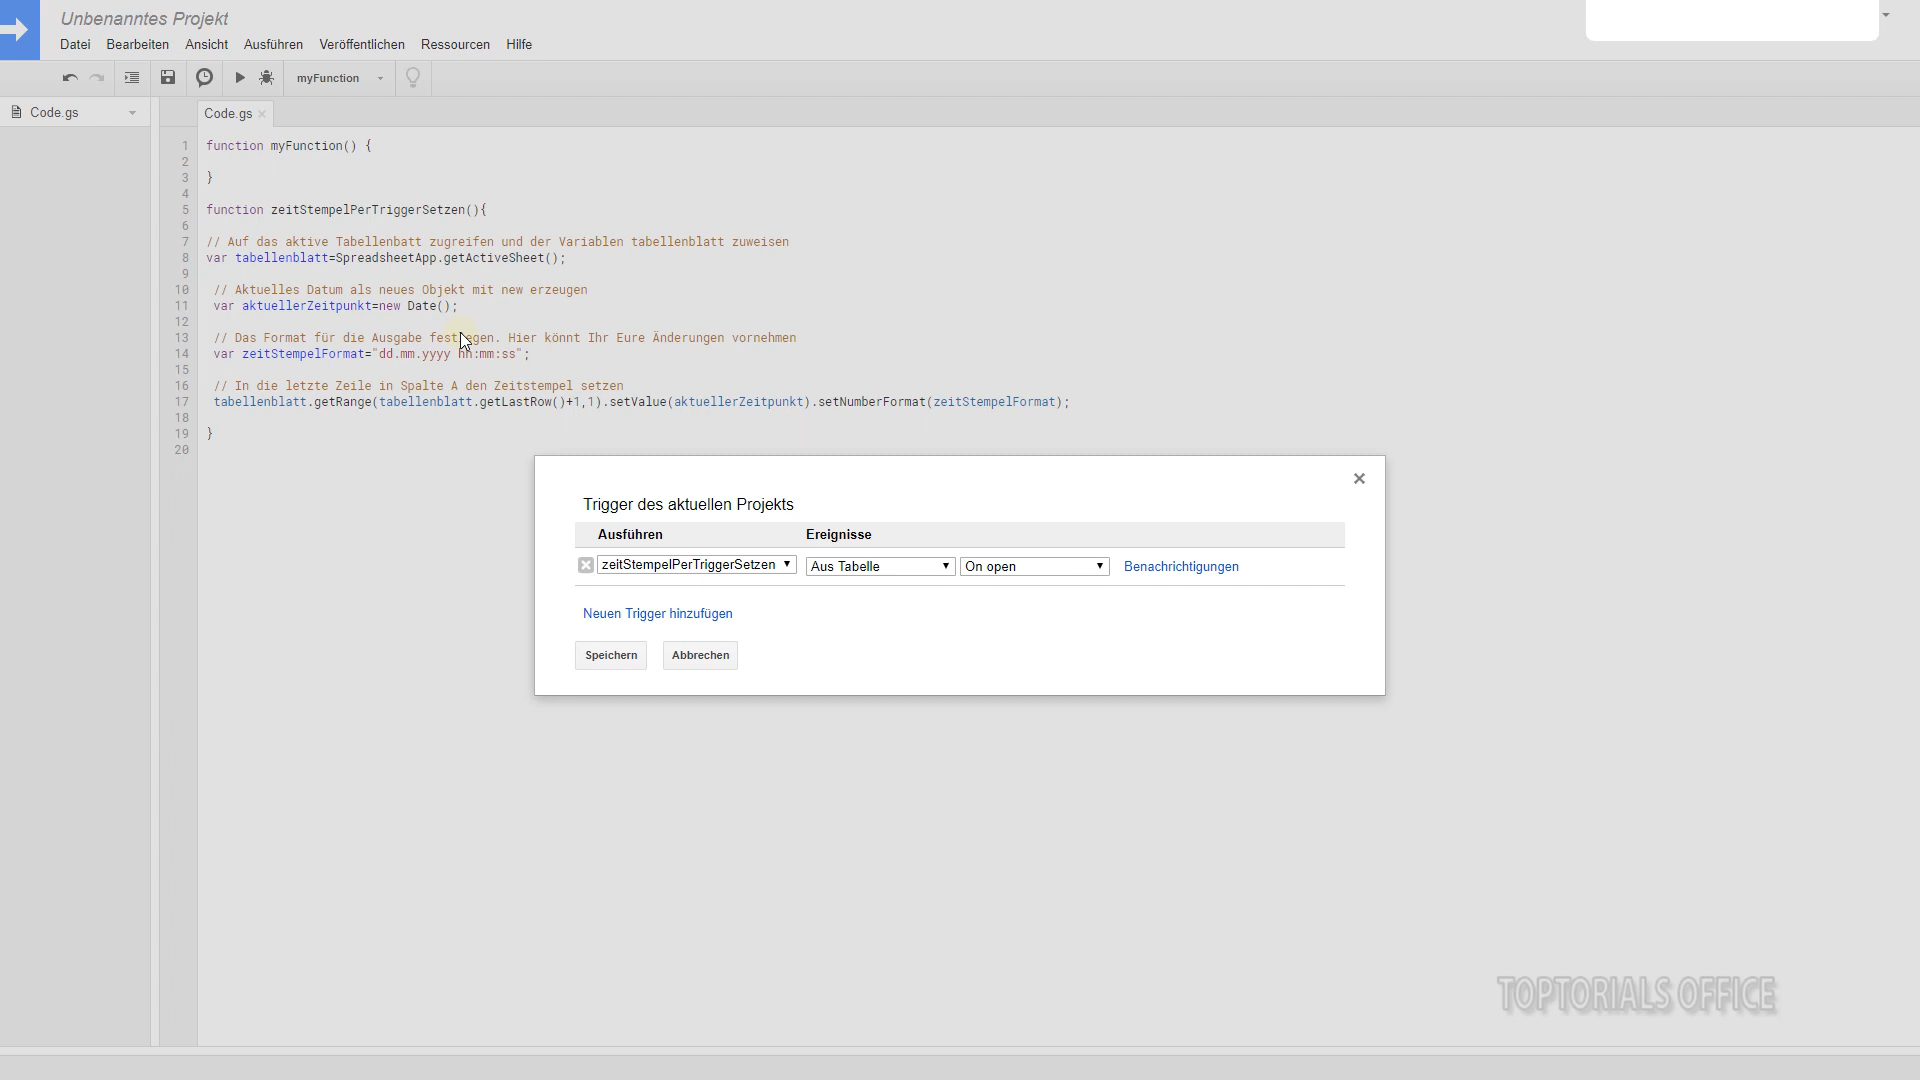 Unbenanntes Projekt
Datei Bearbeiten Ansicht Ausführen Veröffentlichen Ressourcen Hilfe
myFunction
Code.gs
Code.gs
1 function myFunction() {
2
3 }
4
5 function zeitStempelPerTriggerSetzen(){
6
7 // Auf das aktive Tabellenbatt zugreifen und der Variablen tabellenblatt zuweisen
8 var tabellenblatt=SpreadsheetApp.getActiveSheet();
9
10 // Aktuelles Datum als neues Objekt mit new erzeugen
11 var aktuellerZeitpunkt=new Date();
12
13 // Das Format für die Ausgabe festlegen. Hier könnt Ihr Eure Änderungen vornehmen
14 var zeitStempelFormat="dd.mm.yyyy hh:mm:ss";
15
16 // In die letzte Zeile in Spalte A den Zeitstempel setzen
17 tabellenblatt.getRange(tabellenblatt.getLastRow()+1,1).setValue(aktuellerZeitpunkt).setNumberFormat(zeitStempelFormat);
18
19 }
20
Trigger des aktuellen Projekts
Ausführen Ereignisse
zeitStempelPerTriggerSetzen Aus Tabelle On open Benachrichtigungen
Neuen Trigger hinzufügen
Speichern Abbrechen
TOPTORIALS OFFICE